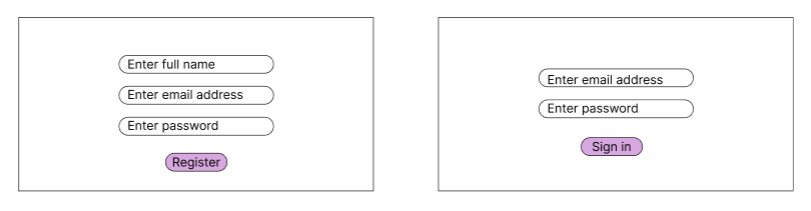 Enter full name
Enter email address
Enter password
Register
Enter email address
Enter password
Sign in